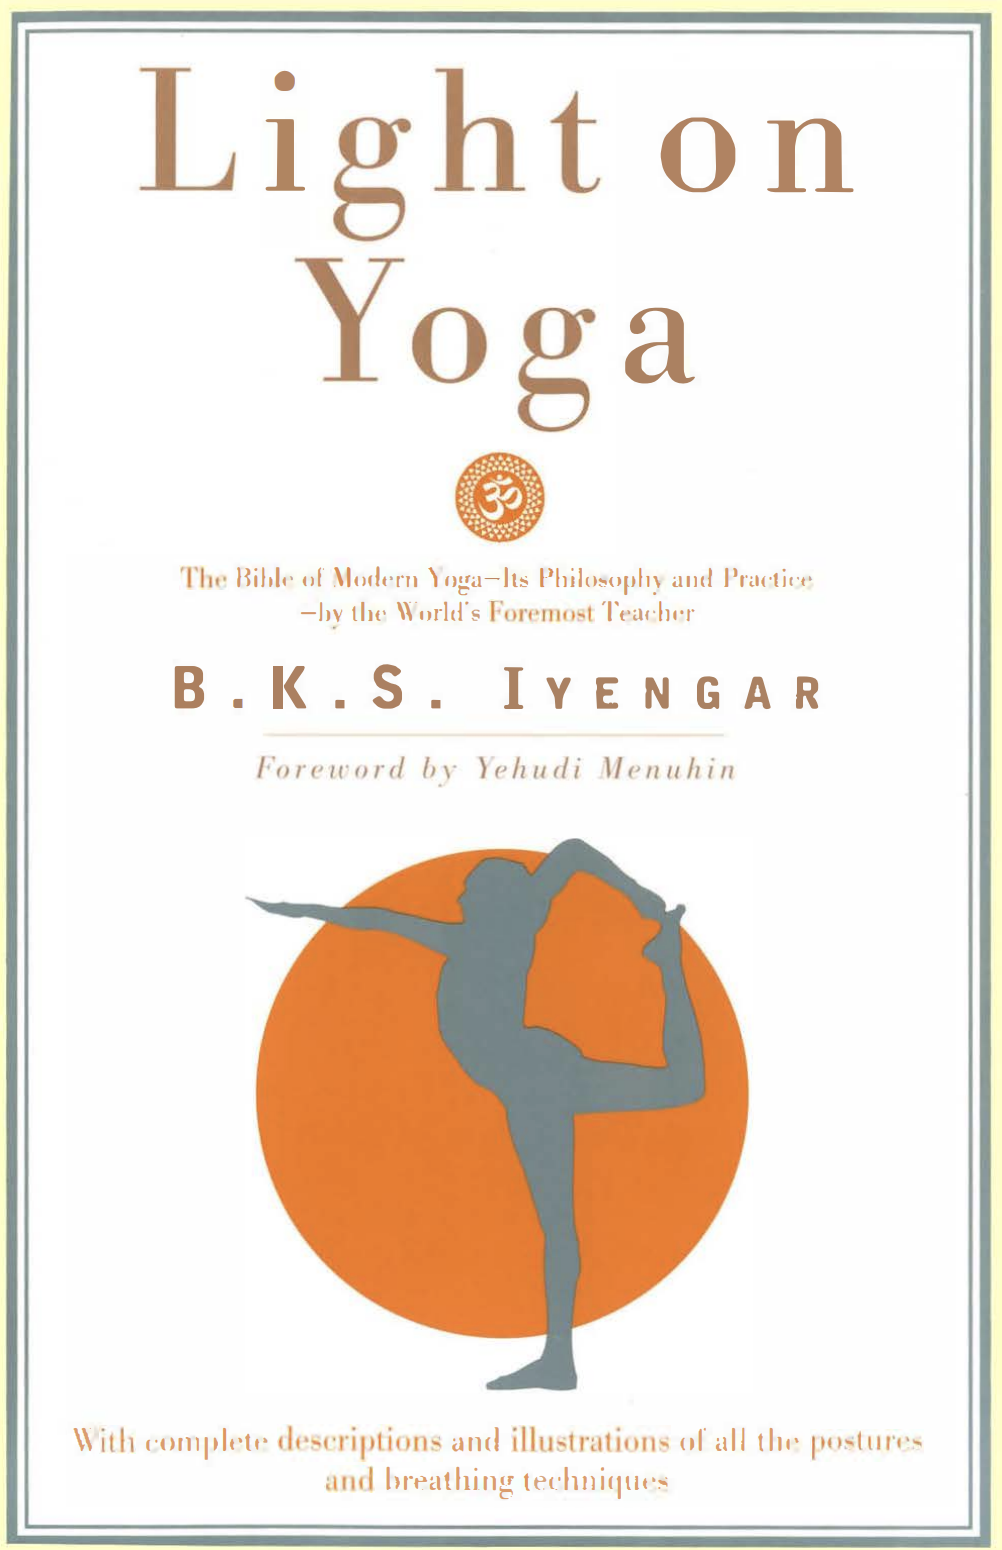 Light on
Yoga
ॐ
The Bible of Modern Yoga—Its Philosophy and Practice
—by the World's Foremost Teacher
B.K.S. IYENGAR
Foreword by Yehudi Menuhin
With complete descriptions and illustrations of all the postures
and breathing techniques